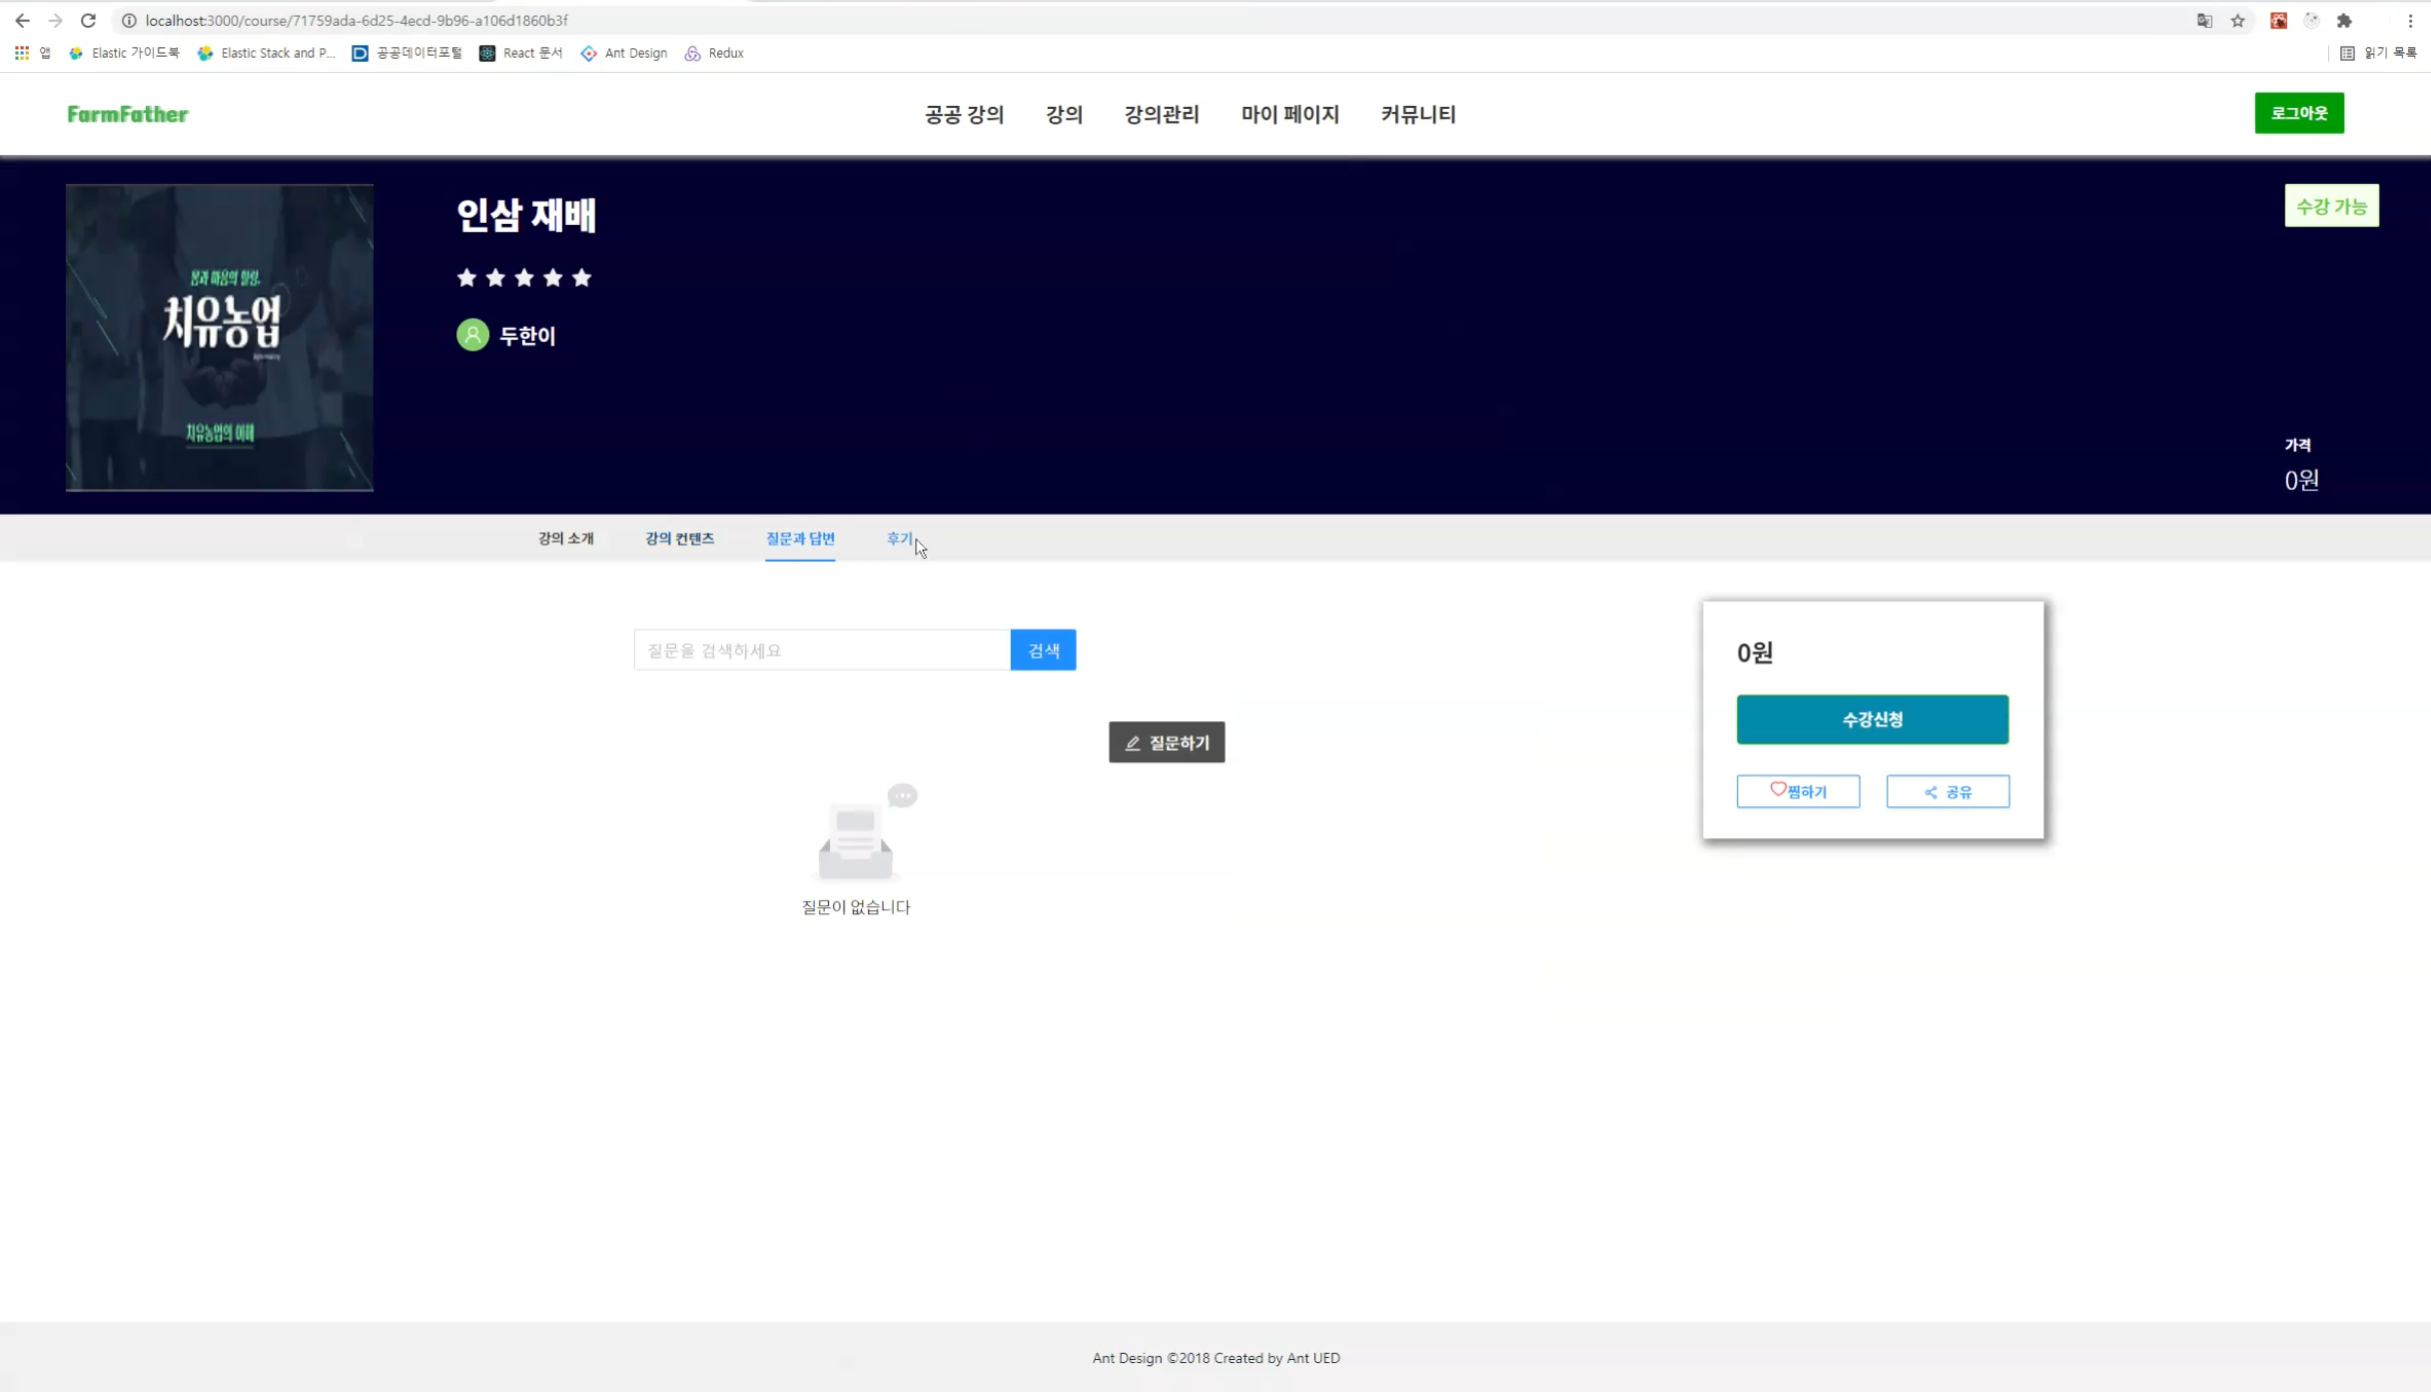 localhost:3000/course/71759ada-6d25-4ecd-9b96-a106d1860b3f
앱 Elastic 가이드북 Elastic Stack and P... 공공데이터포털 React 문서 Ant Design Redux 읽기 목록
FarmFather 공공 강의 강의 강의관리 마이 페이지 커뮤니티 로그아웃
인삼 재배
수강 가능
두한이
몸과 마음의 힐링,
치유농업
치유농업의 이해
가격
0원
강의 소개 강의 컨텐츠 질문과 답변 후기
질문을 검색하세요 검색
질문하기
질문이 없습니다
0원
수강신청
찜하기 공유
Ant Design ©2018 Created by Ant UED